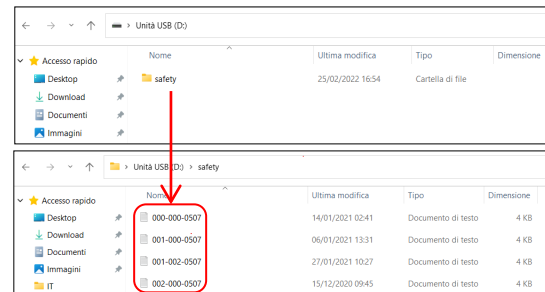 Unità USB (D:)
Nome Ultima modifica Tipo Dimensione
Accesso rapido
Desktop safety 25/02/2022 16:54 Cartella di file
Download
Documenti
Immagini
Unità USB (D:) safety
Nome Ultima modifica Tipo Dimensione
Accesso rapido
Desktop 000-000-0507 14/01/2021 02:41 Documento di testo 4 KB
Download 001-000-0507 06/01/2021 13:31 Documento di testo 4 KB
Documenti 001-002-0507 27/01/2021 10:27 Documento di testo 4 KB
Immagini
IT 002-000-0507 15/12/2020 09:45 Documento di testo 4 KB